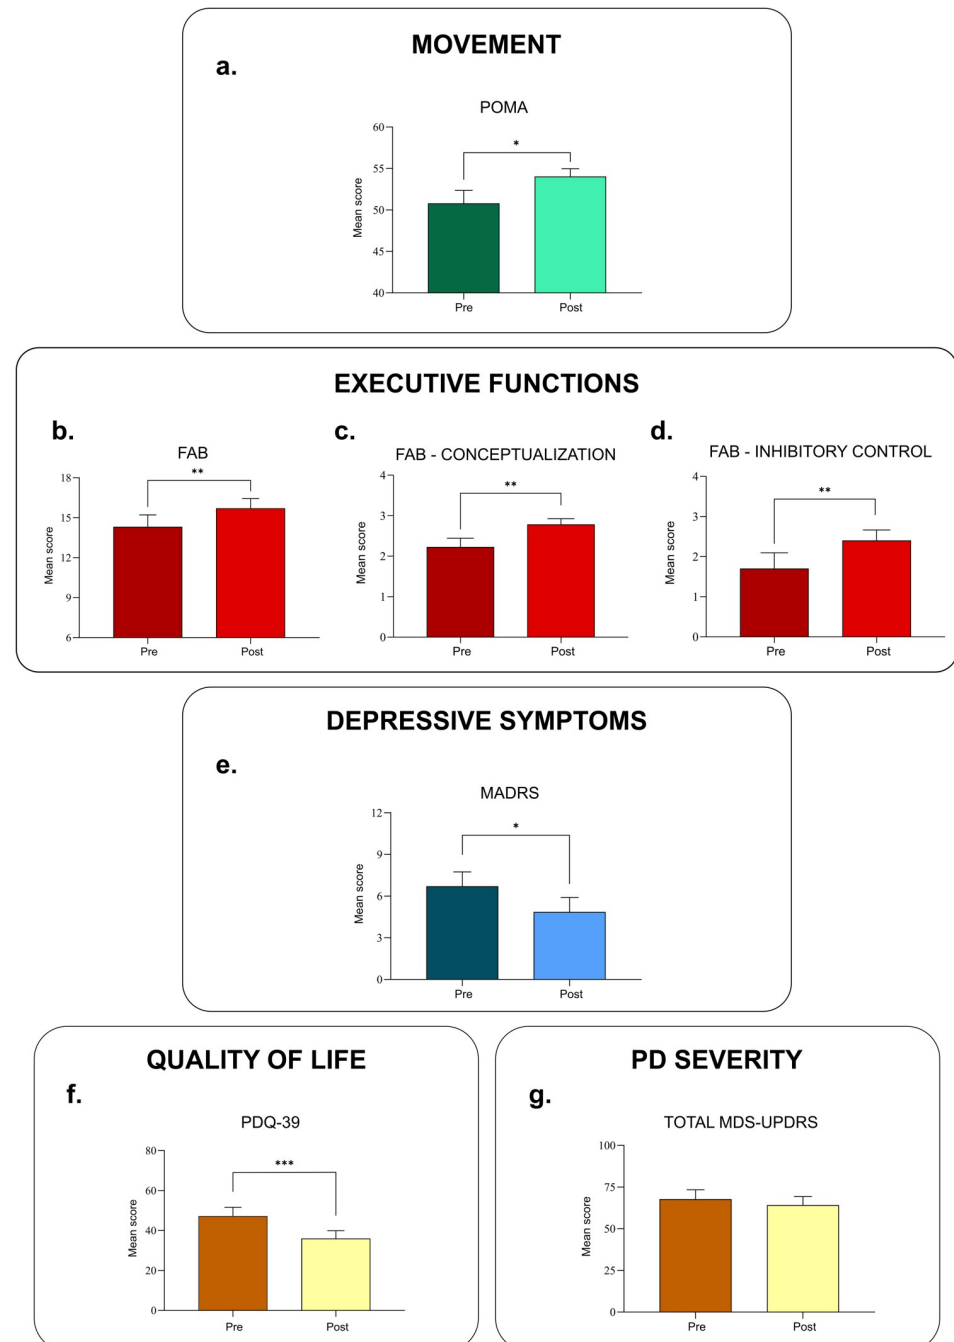 MOVEMENT
a.
POMA
Mean score
60
55
50
45
40
*
Pre Post
EXECUTIVE FUNCTIONS
b.
FAB
Mean score
18
15
12
9
6
**
Pre Post
c.
FAB - CONCEPTUALIZATION
Mean score
4
3
2
1
0
**
Pre Post
d.
FAB - INHIBITORY CONTROL
Mean score
4
3
2
1
0
**
Pre Post
DEPRESSIVE SYMPTOMS
e.
MADRS
Mean score
12
9
6
3
0
*
Pre Post
QUALITY OF LIFE
f.
PDQ-39
Mean score
80
60
40
20
0
***
Pre Post
PD SEVERITY
g.
TOTAL MDS-UPDRS
Mean score
100
75
50
25
0
Pre Post